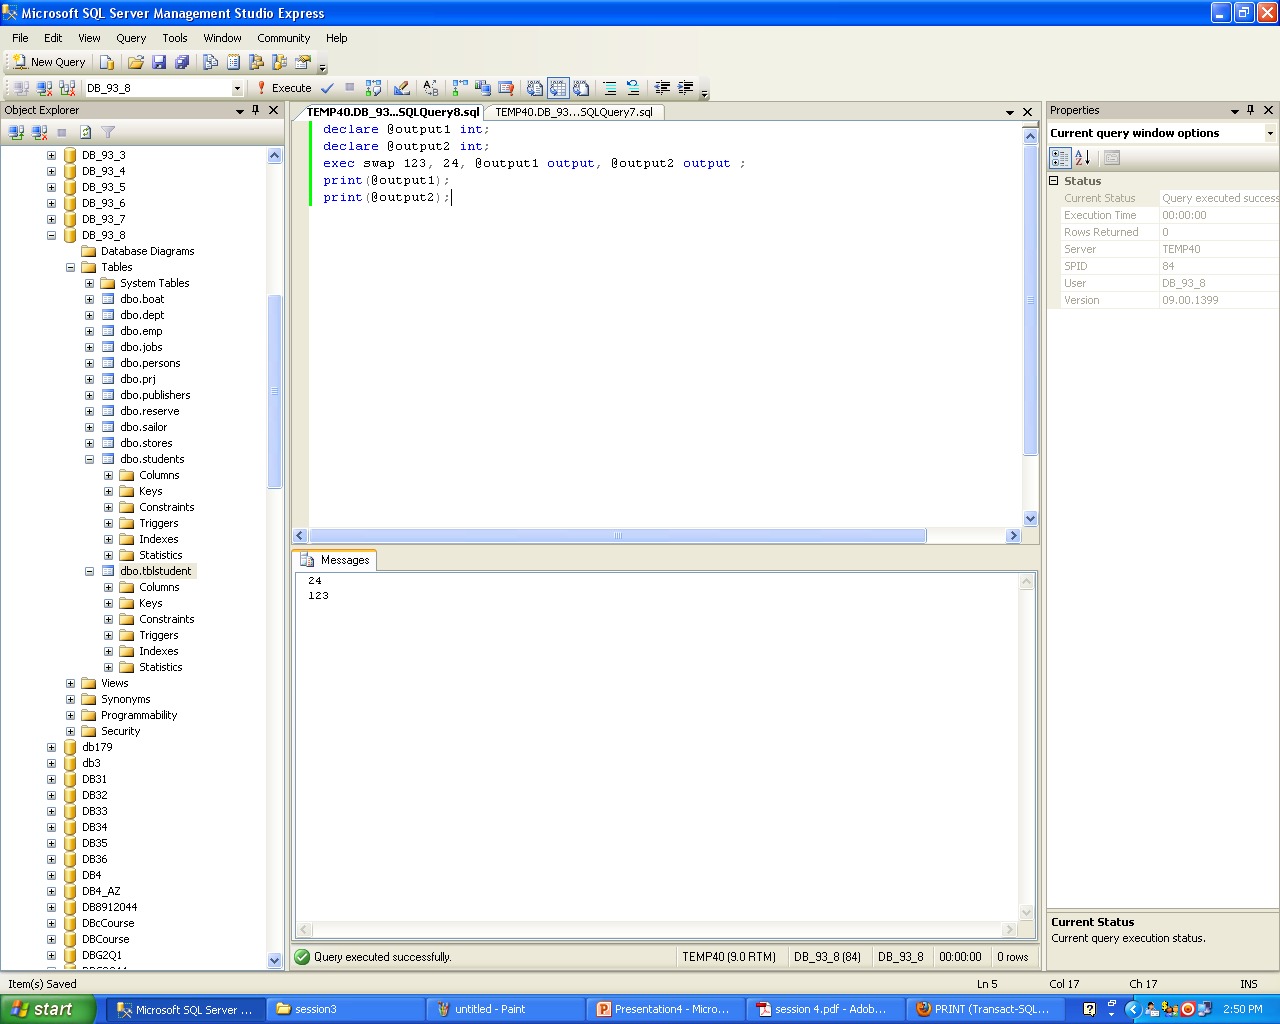 Microsoft SQL Server Management Studio Express
File Edit View Query Tools Window Community Help
New Query
DB_93_8
Execute
Object Explorer
DB_93_3
DB_93_4
DB_93_5
DB_93_6
DB_93_7
DB_93_8
Database Diagrams
Tables
System Tables
dbo.boat
dbo.dept
dbo.emp
dbo.jobs
dbo.persons
dbo.prj
dbo.publishers
dbo.reserve
dbo.sailor
dbo.stores
dbo.students
Columns
Keys
Constraints
Triggers
Indexes
Statistics
dbo.tblstudent
Columns
Keys
Constraints
Triggers
Indexes
Statistics
Views
Synonyms
Programmability
Security
db179
db3
DB31
DB32
DB33
DB34
DB35
DB36
DB4
DB4_AZ
DB8912044
DBcCourse
DBCourse
DBG2Q1
TEMP40.DB_93...SQLQuery8.sql
TEMP40.DB_93...SQLQuery7.sql
declare @output1 int;
declare @output2 int;
exec swap 123, 24, @output1 output, @output2 output ;
print(@output1);
print(@output2);
Messages
24
123
Query executed successfully.
TEMP40 (9.0 RTM)
DB_93_8 (84)
DB_93_8
00:00:00
0 rows
Properties
Current query window options
Status
Current Status Query executed success
Execution Time 00:00:00
Rows Returned 0
Server TEMP40
SPID 84
User DB_93_8
Version 09.00.1399
Current Status
Current query execution status.
Item(s) Saved
Ln 5
Col 17
Ch 17
INS
start
Microsoft SQL Server ...
session3
untitled - Paint
Presentation4 - Micro...
session 4.pdf - Adob...
PRINT (Transact-SQL...
2:50 PM